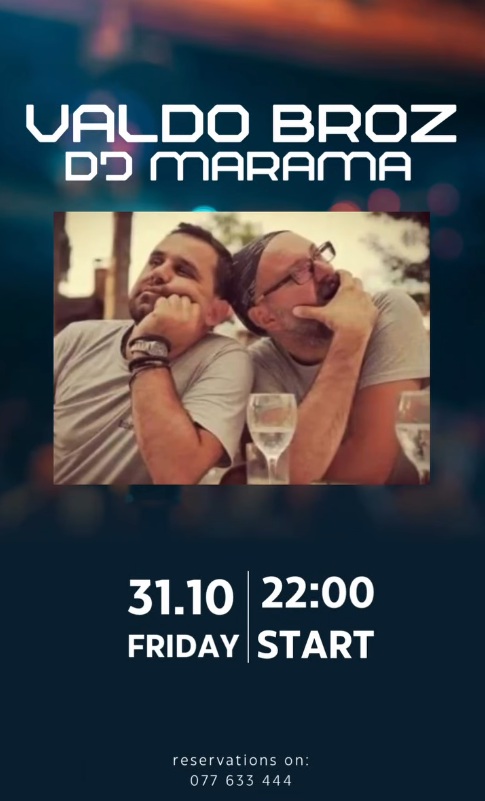 VALDO BROZ
DJ MARAMA
31.10
FRIDAY
22:00
START
reservations on:
077 633 444